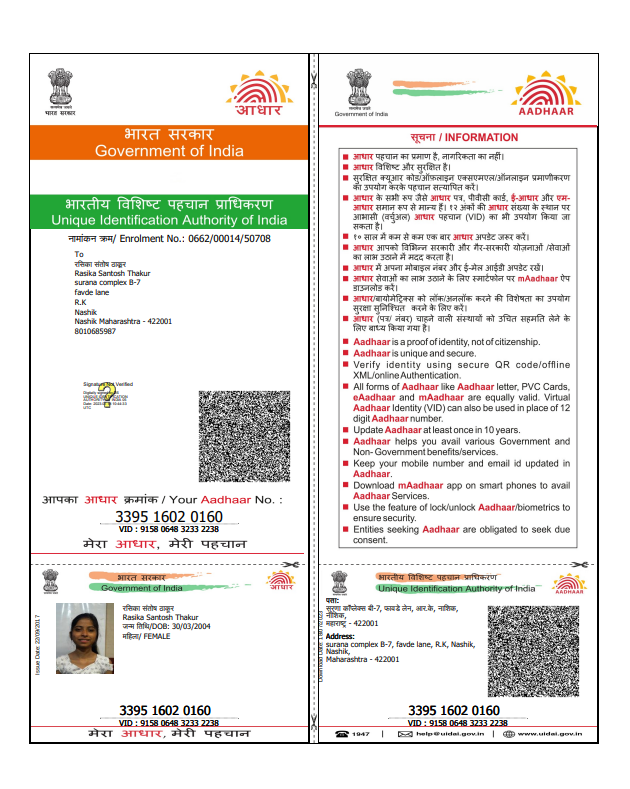 भारत सरकार
आधार
भारत सरकार
Government of India
भारतीय विशिष्ट पहचान प्राधिकरण
Unique Identification Authority of India
नामांकन क्रम/ Enrolment No.: 0662/00014/50708
To
रसिका संतोष ठाकूर
Rasika Santosh Thakur
surana complex B-7
favde lane
R.K
Nashik
Nashik Maharashtra - 422001
8010685987
Signature Not Verified
आपका आधार क्रमांक / Your Aadhaar No. :
3395 1602 0160
VID : 9158 0648 3233 2238
मेरा आधार, मेरी पहचान
Government of India
AADHAAR
सूचना / INFORMATION
आधार पहचान का प्रमाण है, नागरिकता का नहीं।
आधार विशिष्ट और सुरक्षित है।
सुरक्षित क्यूआर कोड/ऑफ़लाइन एक्सएमएल/ऑनलाइन प्रमाणीकरण
का उपयोग करके पहचान सत्यापित करें।
आधार के सभी रूप जैसे आधार पत्र, पीवीसी कार्ड, ई-आधार और एम-
आधार समान रूप से मान्य हैं। १२ अंकों की आधार संख्या के स्थान पर
आभासी (वर्चुअल) आधार पहचान (VID) का भी उपयोग किया जा
सकता है।
१० साल में कम से कम एक बार आधार अपडेट जरूर करें।
आधार आपको विभिन्न सरकारी और गैर-सरकारी योजनाओं /सेवाओं
का लाभ उठाने में मदद करता है।
आधार में अपना मोबाइल नंबर और ई-मेल आईडी अपडेट रखें।
आधार सेवाओं का लाभ उठाने के लिए स्मार्टफोन पर mAadhaar ऐप
डाउनलोड करें।
आधार/बायोमेट्रिक्स को लॉक/अनलॉक करने की विशेषता का उपयोग
सुरक्षा सुनिश्चित करने के लिए करें।
आधार (पत्र/ नंबर) चाहने वाली संस्थायों को उचित सहमति लेने के
लिए बाध्य किया गया है।
Aadhaar is a proof of identity, not of citizenship.
Aadhaar is unique and secure.
Verify identity using secure QR code/offline
XML/online Authentication.
All forms of Aadhaar like Aadhaar letter, PVC Cards,
eAadhaar and mAadhaar are equally valid. Virtual
Aadhaar Identity (VID) can also be used in place of 12
digit Aadhaar number.
Update Aadhaar at least once in 10 years.
Aadhaar helps you avail various Government and
Non- Government benefits/services.
Keep your mobile number and email id updated in
Aadhaar.
Download mAadhaar app on smart phones to avail
Aadhaar Services.
Use the feature of lock/unlock Aadhaar/biometrics to
ensure security.
Entities seeking Aadhaar are obligated to seek due
consent.
भारत सरकार
Government of India
आधार
Issue Date: 22/09/2017
रसिका संतोष ठाकूर
Rasika Santosh Thakur
जन्म तिथि/DOB: 30/03/2004
महिला/ FEMALE
3395 1602 0160
VID : 9158 0648 3233 2238
मेरा आधार, मेरी पहचान
भारतीय विशिष्ट पहचान प्राधिकरण
Unique Identification Authority of India
AADHAAR
पता:
सुराणा कॉम्प्लेक्स बी-7, फावडे लेन, आर.के, नाशिक,
नाशिक,
महाराष्ट्र - 422001
Address:
surana complex B-7, favde lane, R.K, Nashik,
Nashik,
Maharashtra - 422001
3395 1602 0160
VID : 9158 0648 3233 2238
1947 | help@uidai.gov.in | www.uidai.gov.in